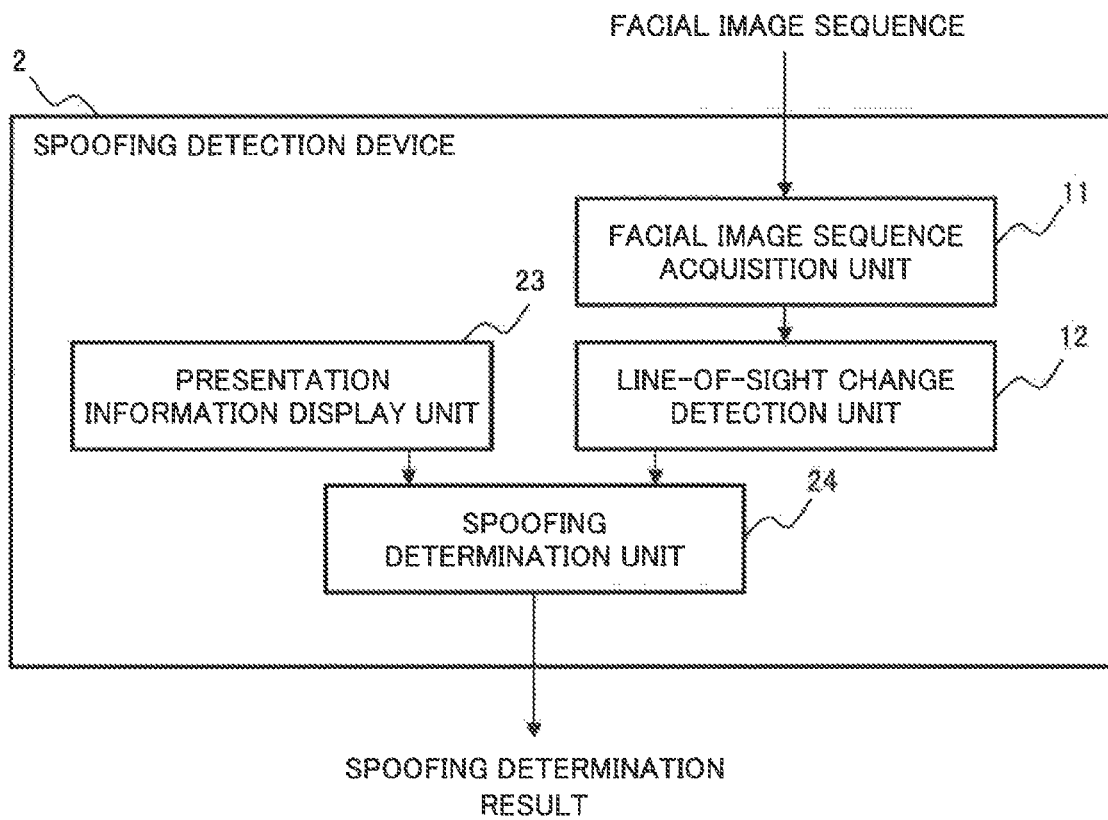 FACIAL IMAGE SEQUENCE
2
SPOOFING DETECTION DEVICE
11
FACIAL IMAGE SEQUENCE
ACQUISITION UNIT
23
12
PRESENTATION
INFORMATION DISPLAY UNIT
LINE-OF-SIGHT CHANGE
DETECTION UNIT
24
SPOOFING
DETERMINATION UNIT
SPOOFING DETERMINATION
RESULT